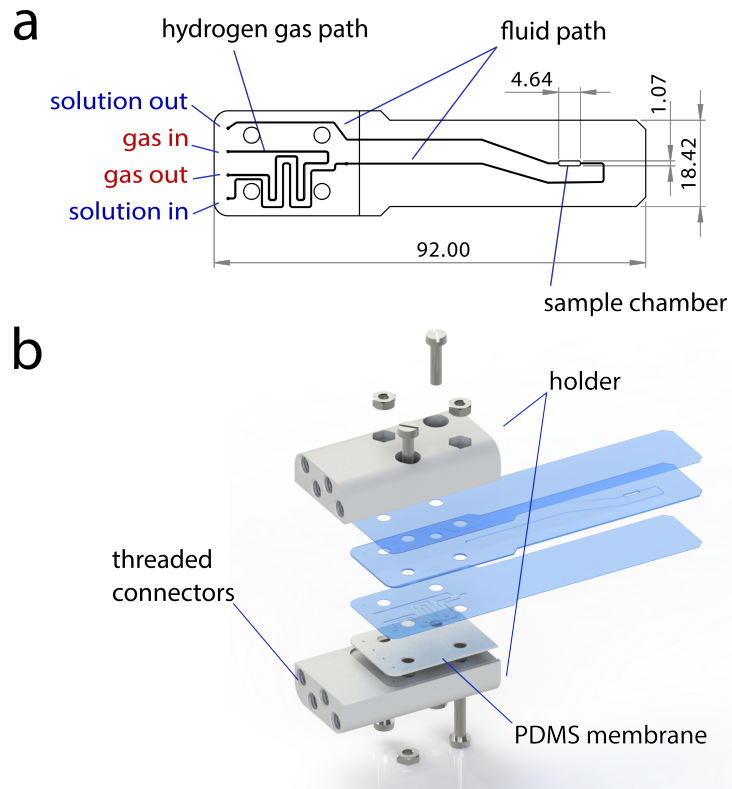 a
hydrogen gas path
fluid path
solution out
gas in
gas out
solution in
4.64
1.07
18.42
92.00
sample chamber
b
holder
threaded
connectors
PDMS membrane